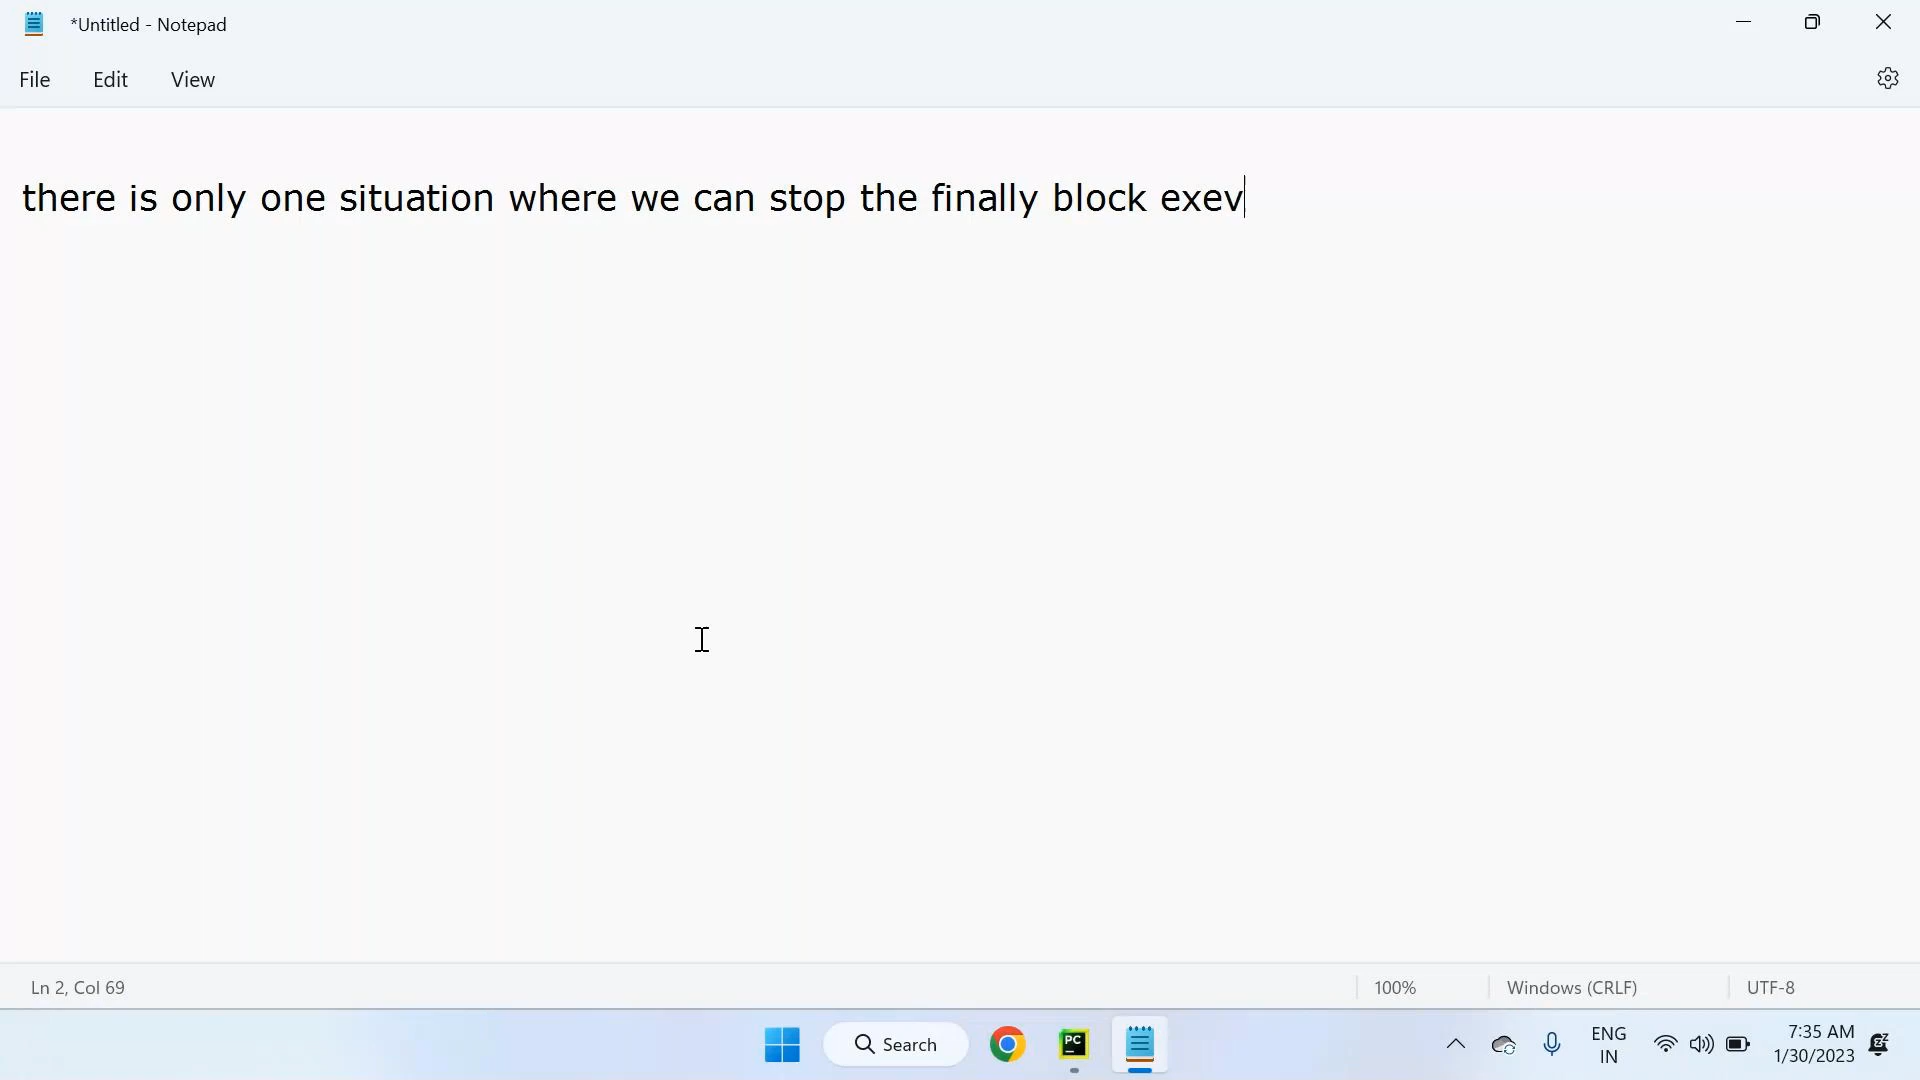 *Untitled - Notepad
File Edit View
there is only one situation where we can stop the finally block exev
Ln 2, Col 69 100% Windows (CRLF) UTF-8
Search PC ENG 7:35 AM
IN 1/30/2023